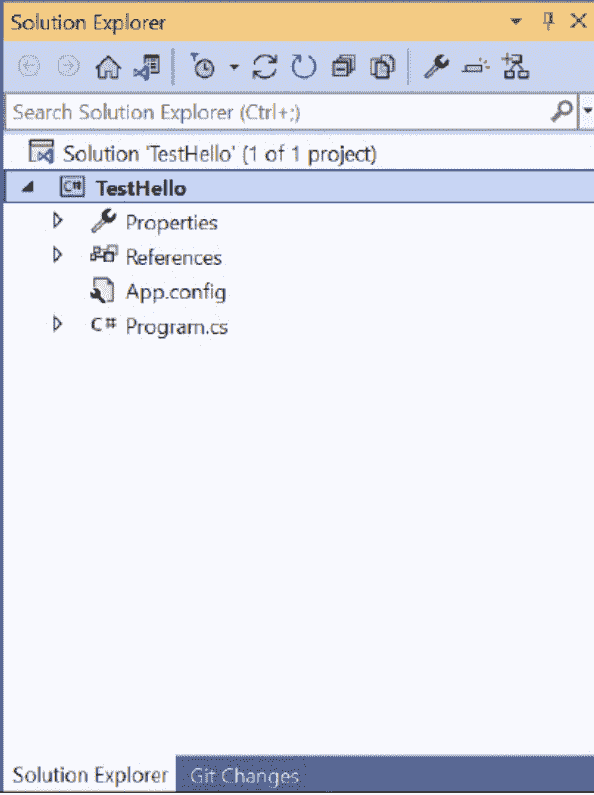 Solution Explorer
Search Solution Explorer (Ctrl+;)
Solution 'TestHello' (1 of 1 project)
C# TestHello
Properties
References
App.config
C# Program.cs
Solution Explorer Git Changes